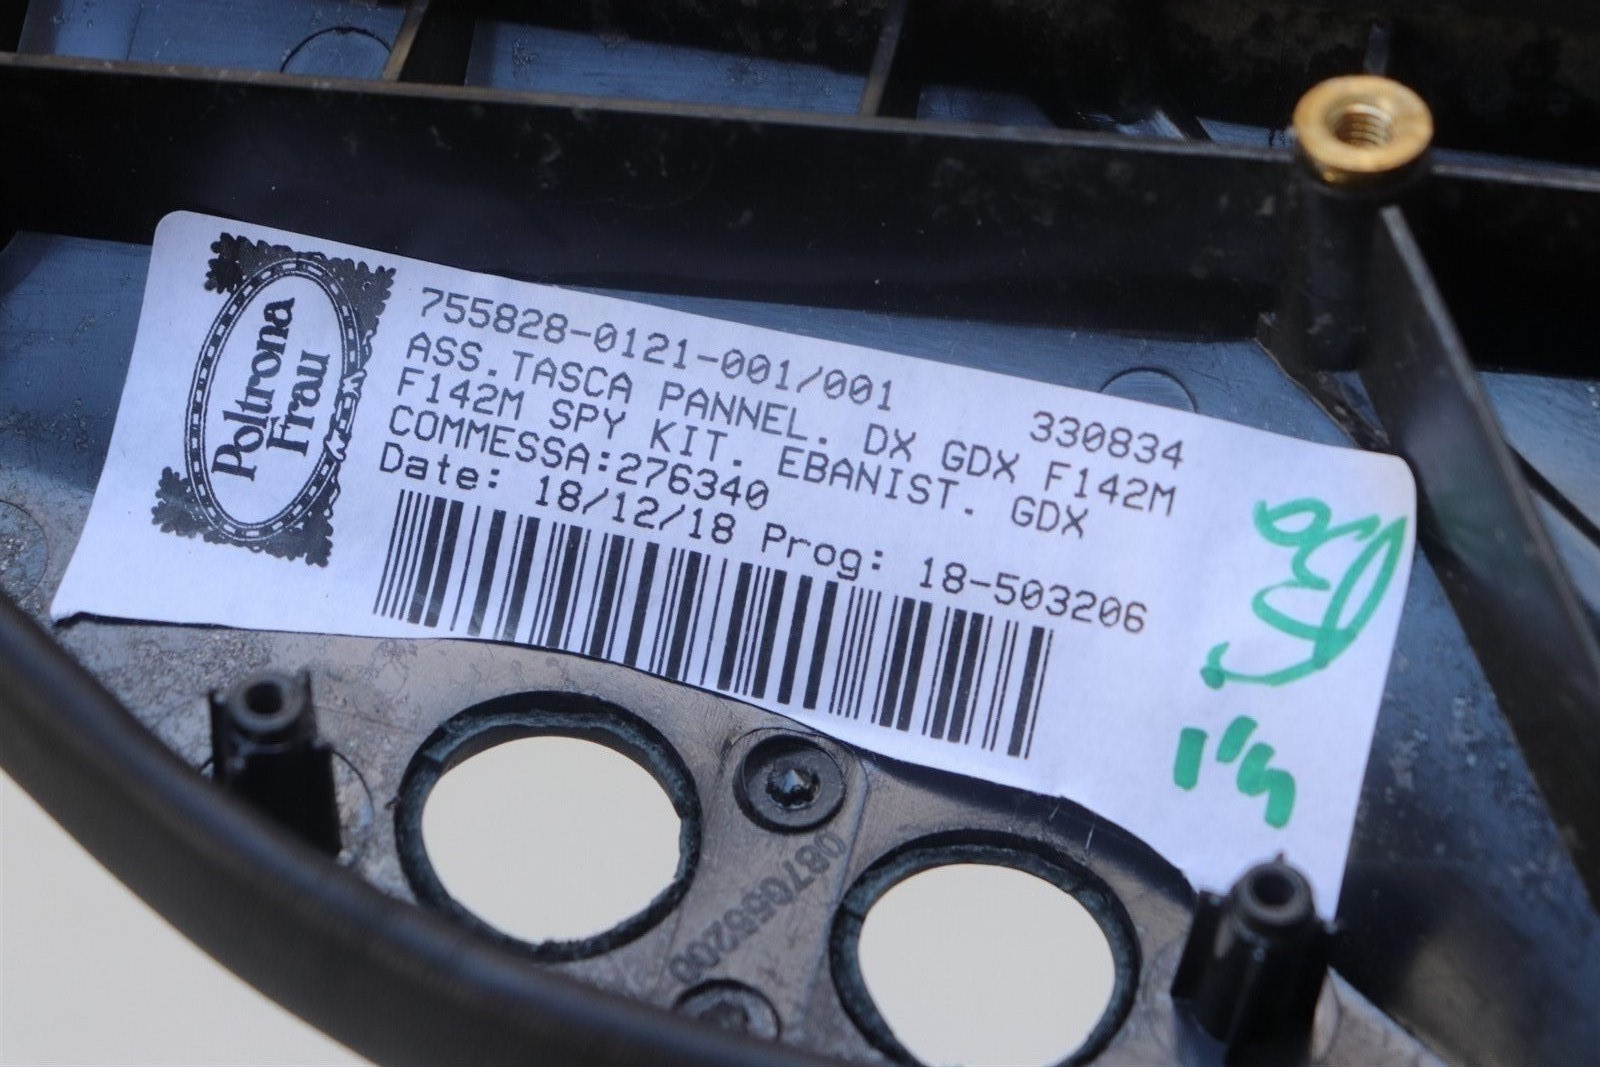 Poltrona
Frau
755828-0121-001/001
330834
ASS.TASCA PANNEL. DX GDX F142M
F142M SPY KIT. EBANIST. GDX
COMMESSA:276340
Date: 18/12/18 Prog: 18-503206
0870555200